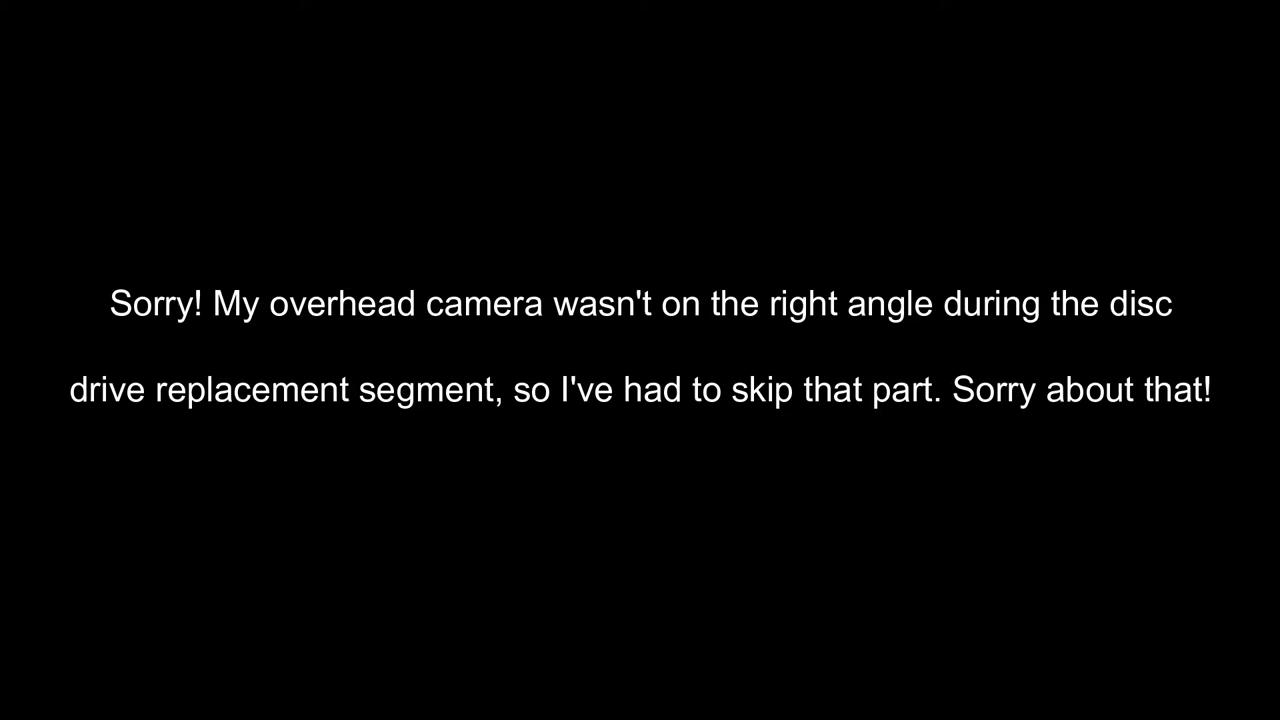 Sorry! My overhead camera wasn't on the right angle during the disc
drive replacement segment, so I've had to skip that part. Sorry about that!